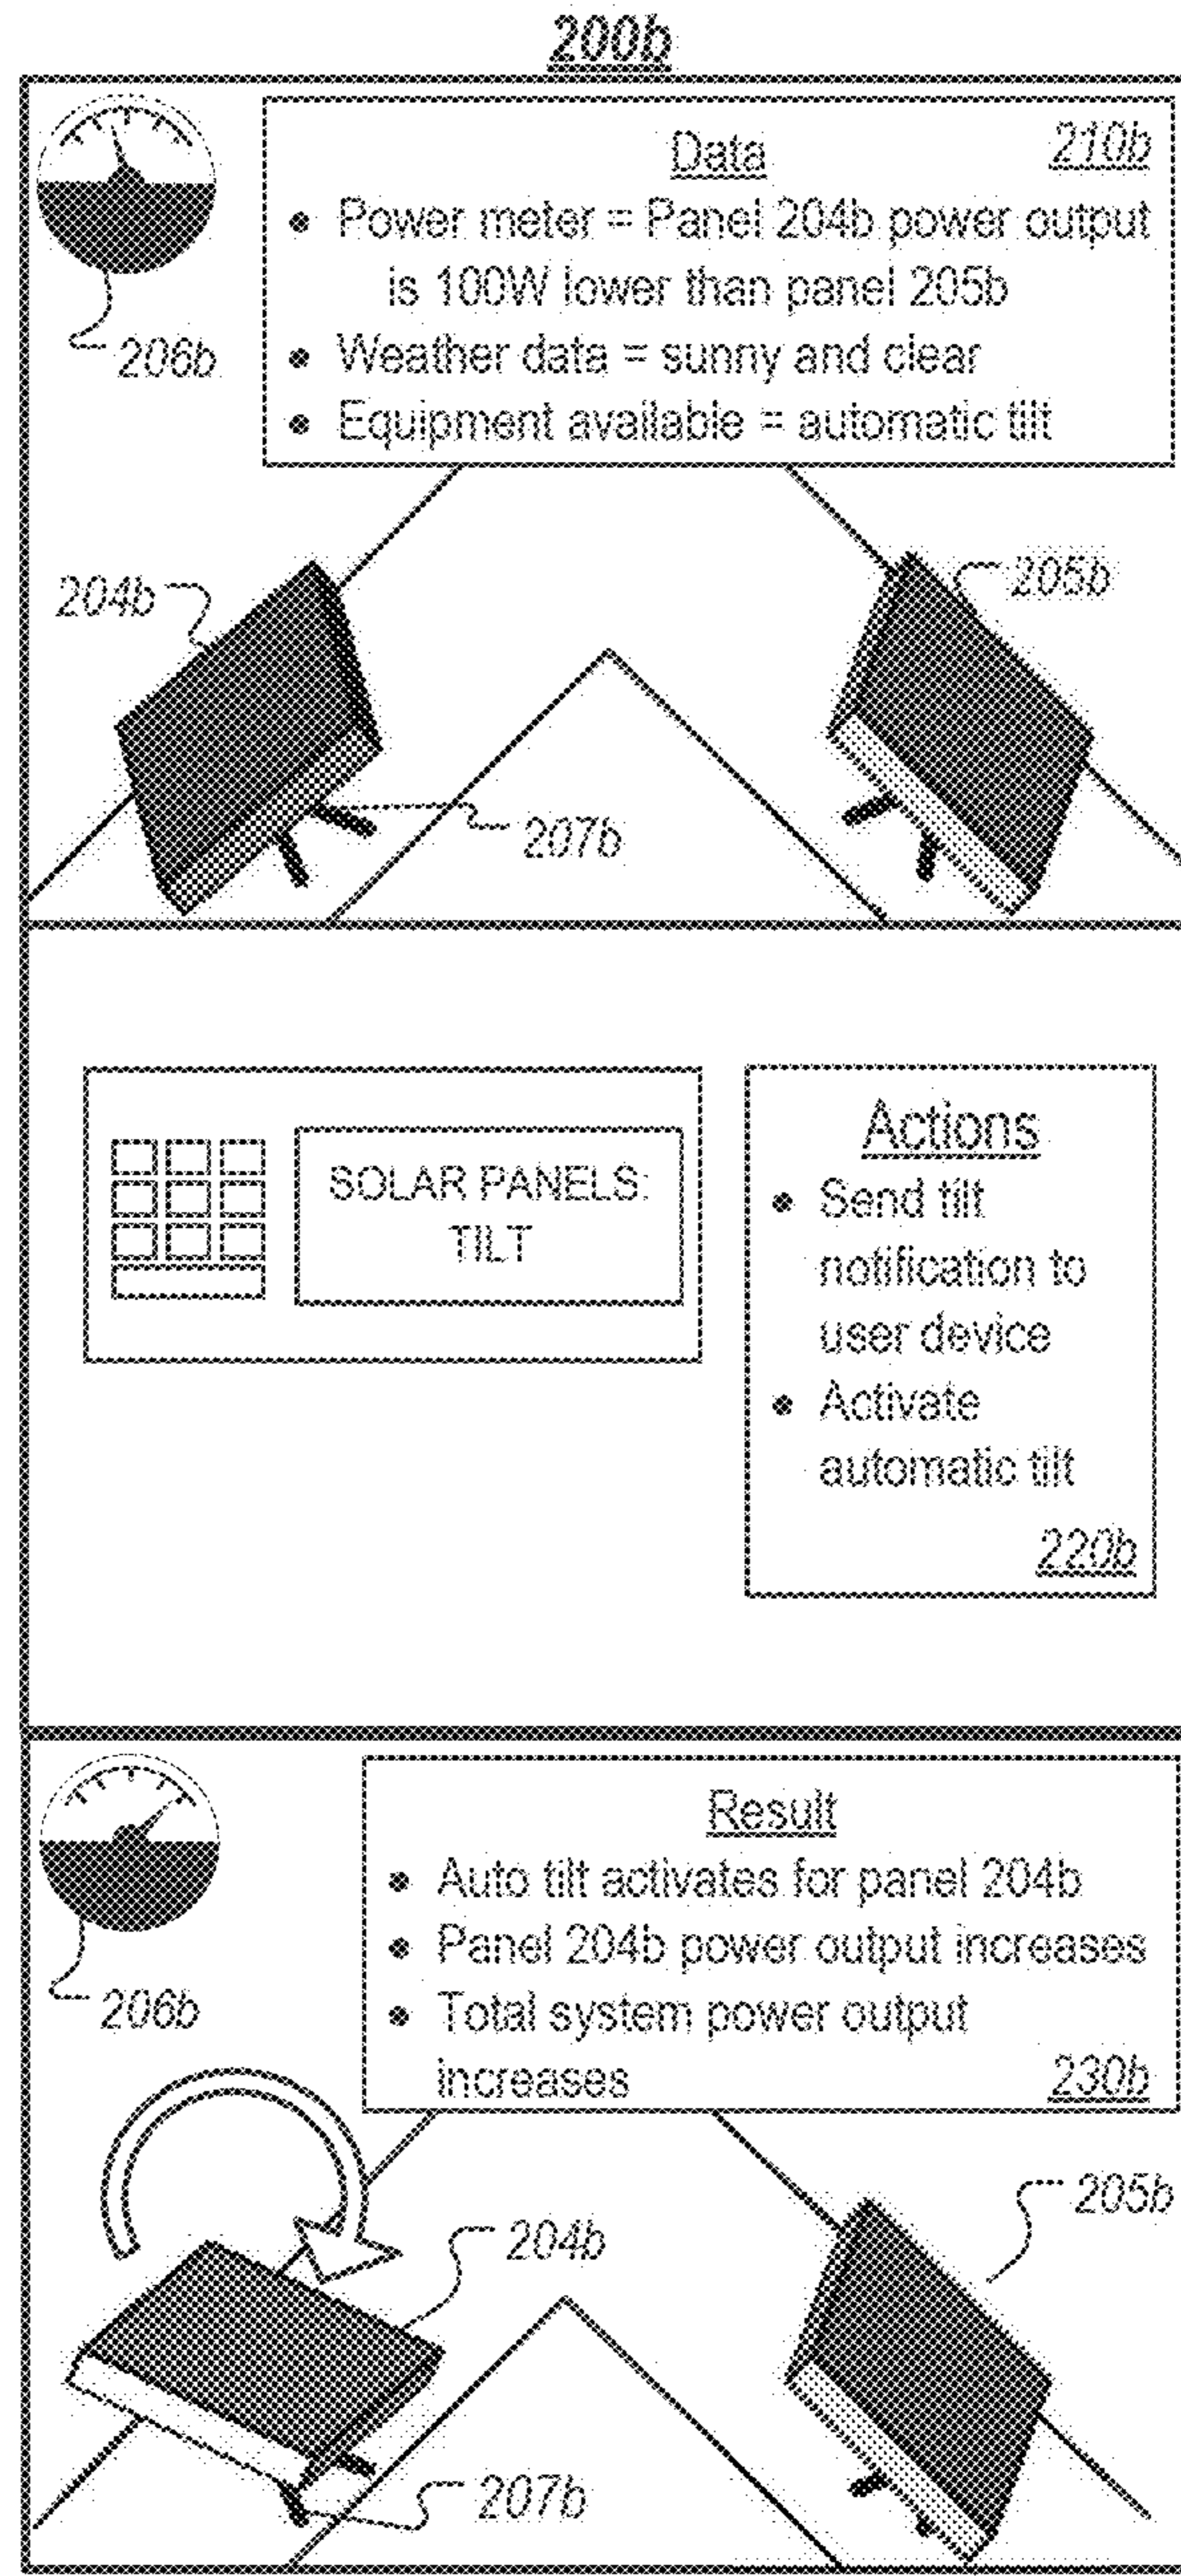 200b
Data
210b
• Power meter = Panel 204b power output
is 100W lower than panel 205b
• Weather data = sunny and clear
• Equipment available = automatic tilt
206b
204b
205b
207b
SOLAR PANELS:
TILT
Actions
• Send tilt
notification to
user device
• Activate
automatic tilt
220b
Result
• Auto tilt activates for panel 204b
• Panel 204b power output increases
• Total system power output
increases
230b
206b
204b
205b
207b